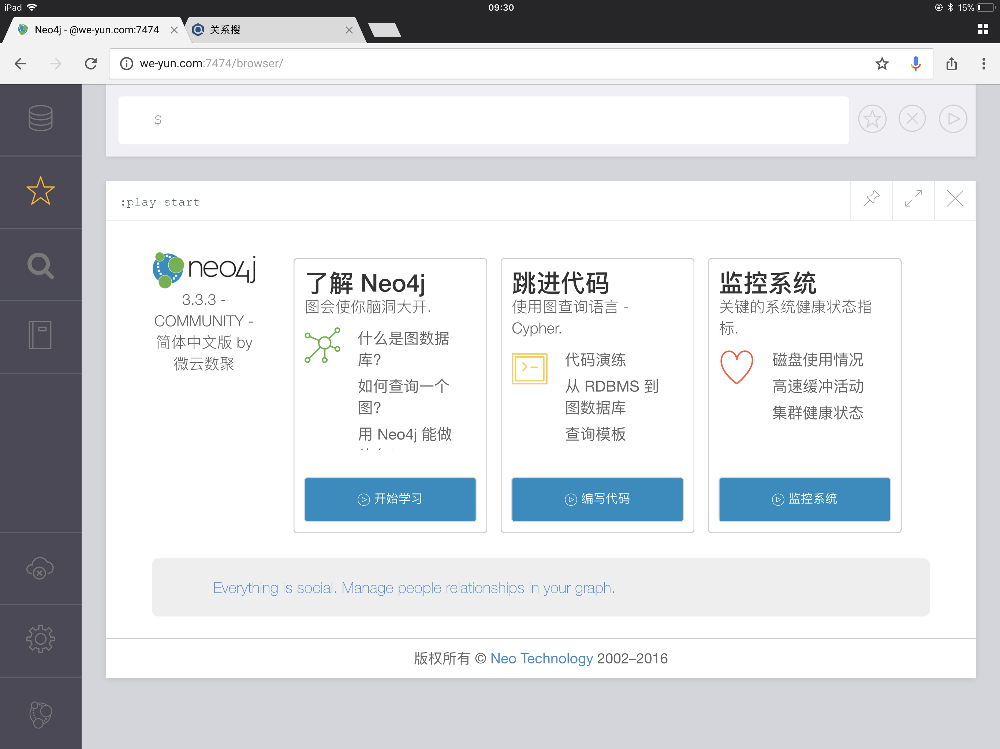 iPad
09:30
15%
Neo4j - @we-yun.com:7474
关系搜
we-yun.com:7474/browser/
$
:play start
neo4j
3.3.3 -
COMMUNITY -
简体中文版 by
微云数聚
了解 Neo4j
图会使你脑洞大开.
什么是图数据
库?
如何查询一个
图?
用 Neo4j 能做
开始学习
跳进代码
使用图查询语言 -
Cypher.
代码演练
从 RDBMS 到
图数据库
查询模板
编写代码
监控系统
关键的系统健康状态指
标.
磁盘使用情况
高速缓冲活动
集群健康状态
监控系统
Everything is social. Manage people relationships in your graph.
版权所有 © Neo Technology 2002–2016